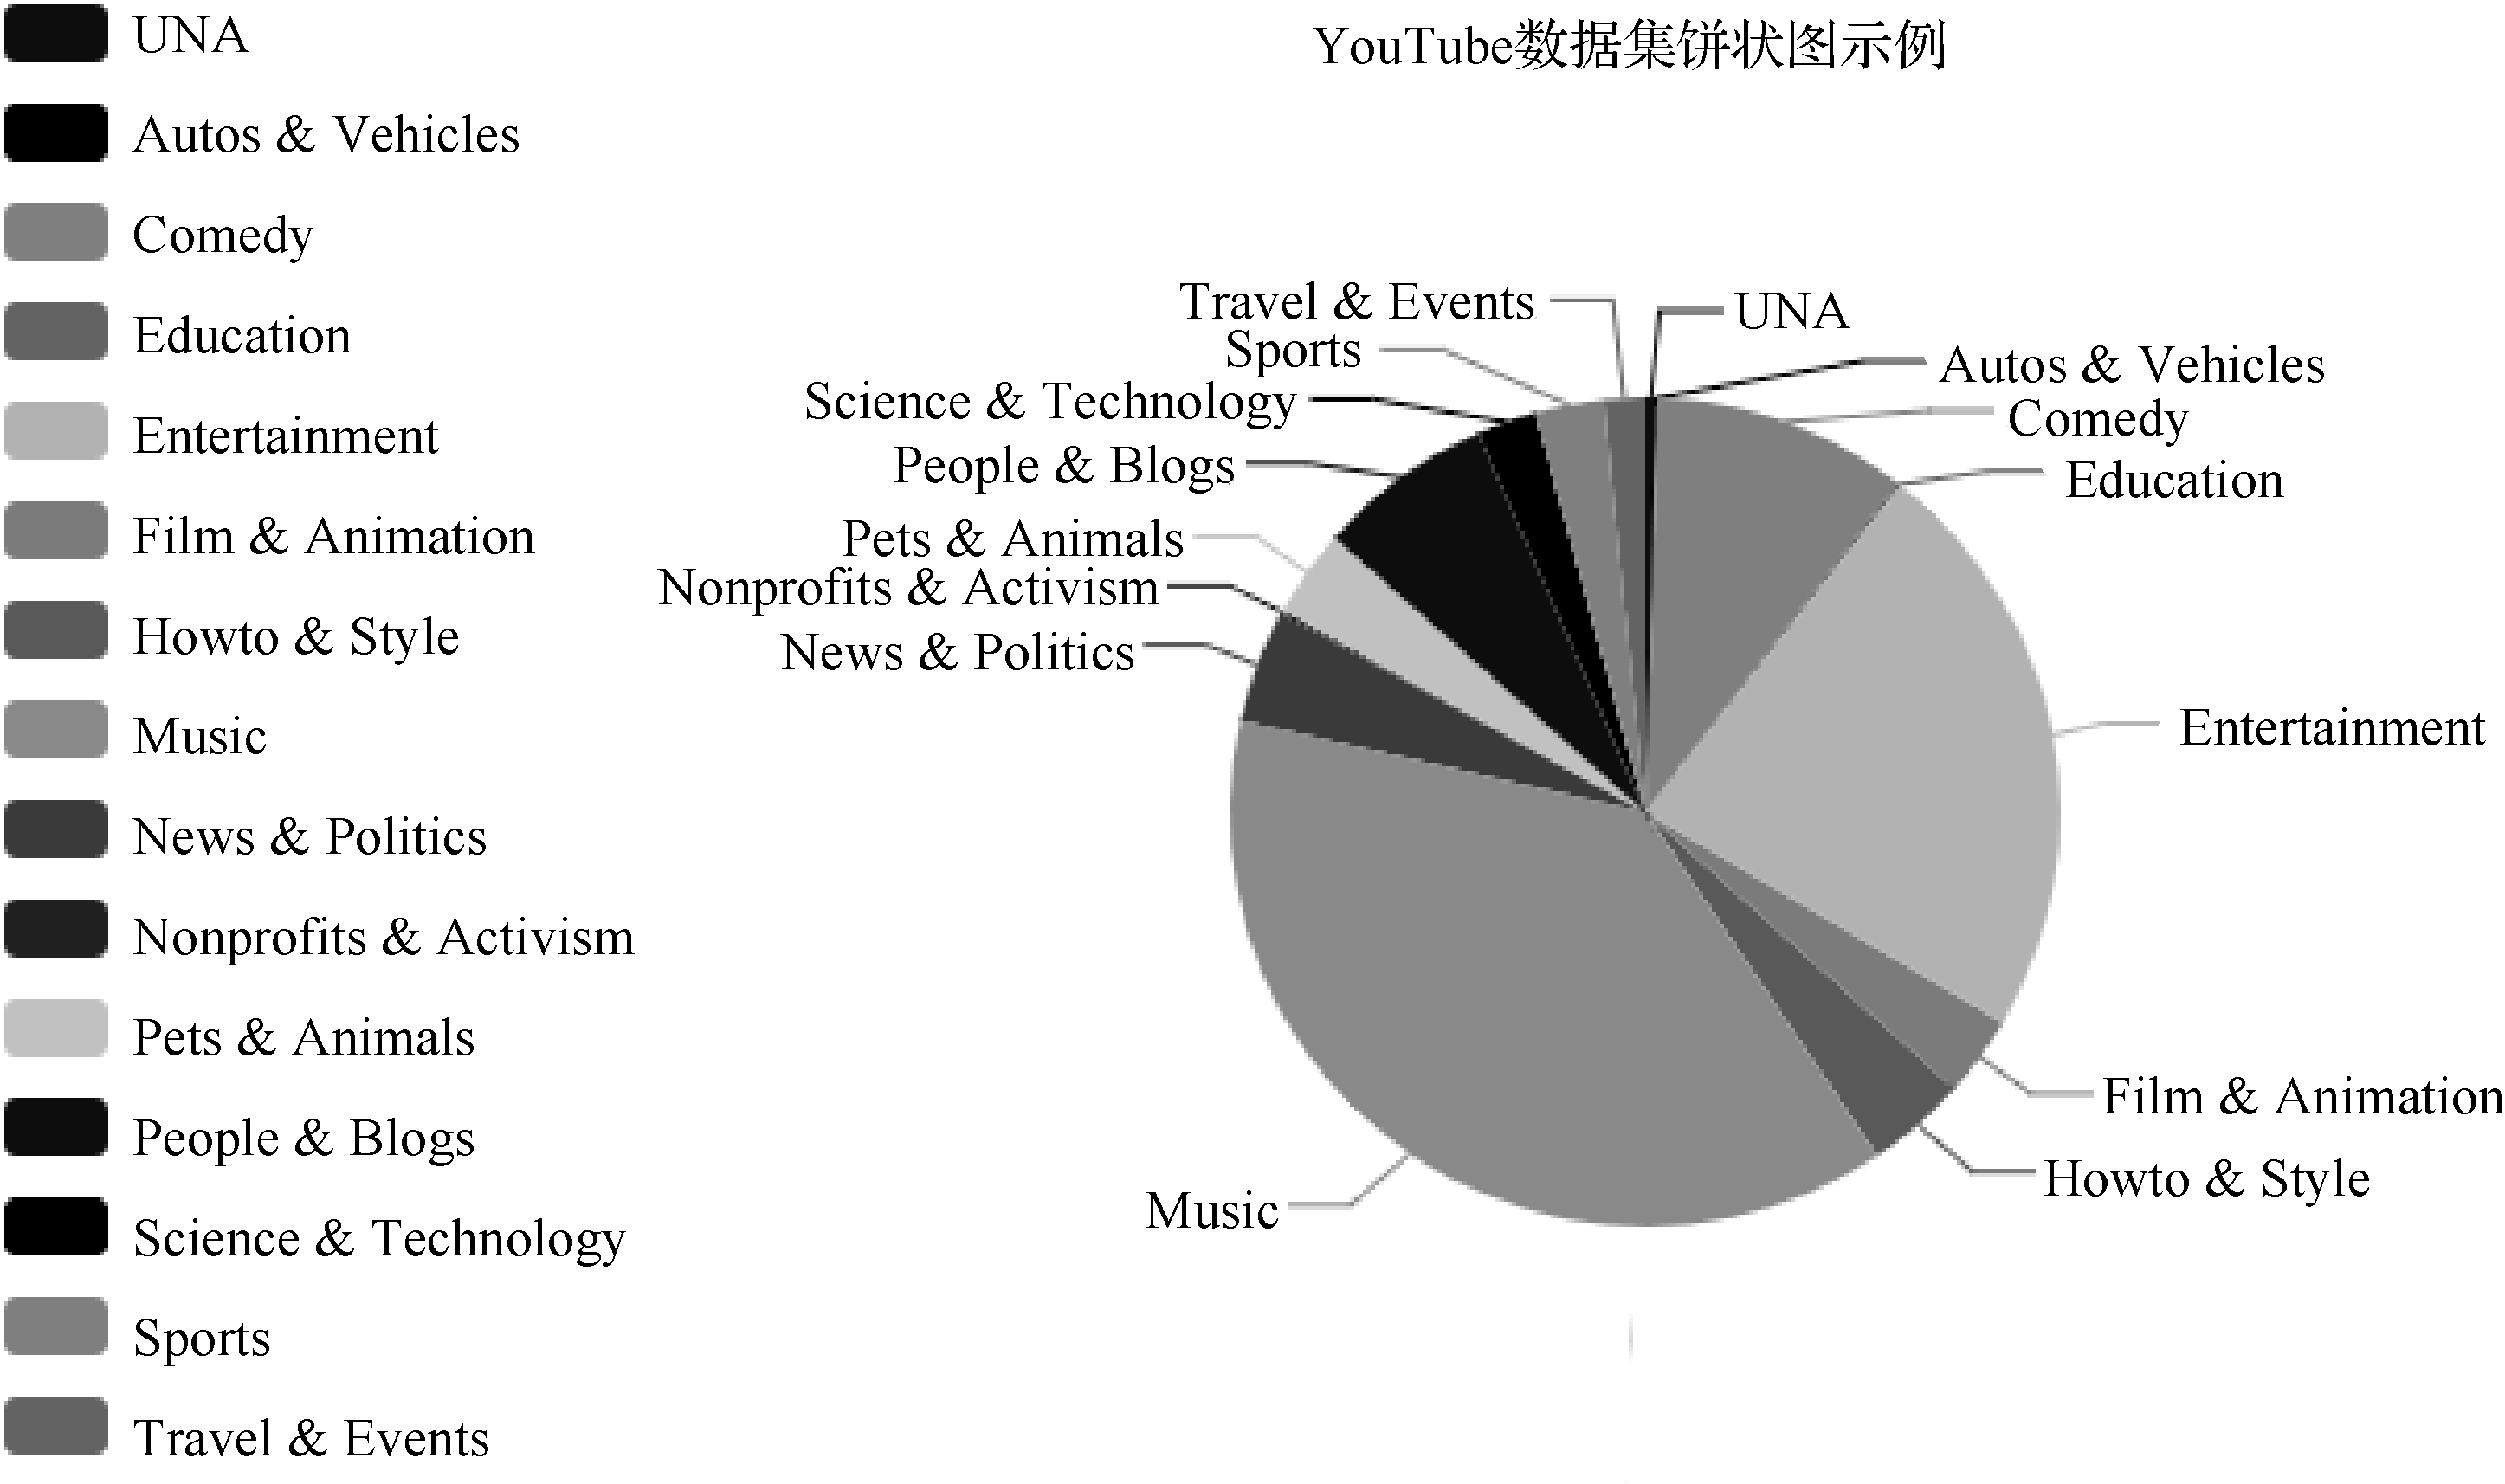 UNA
Autos & Vehicles
Comedy
Education
Entertainment
Film & Animation
Howto & Style
Music
News & Politics
Nonprofits & Activism
Pets & Animals
People & Blogs
Science & Technology
Sports
Travel & Events
YouTube数据集饼状图示例
Travel & Events
UNA
Sports
Autos & Vehicles
Science & Technology
Comedy
People & Blogs
Education
Pets & Animals
Nonprofits & Activism
News & Politics
Entertainment
Film & Animation
Howto & Style
Music